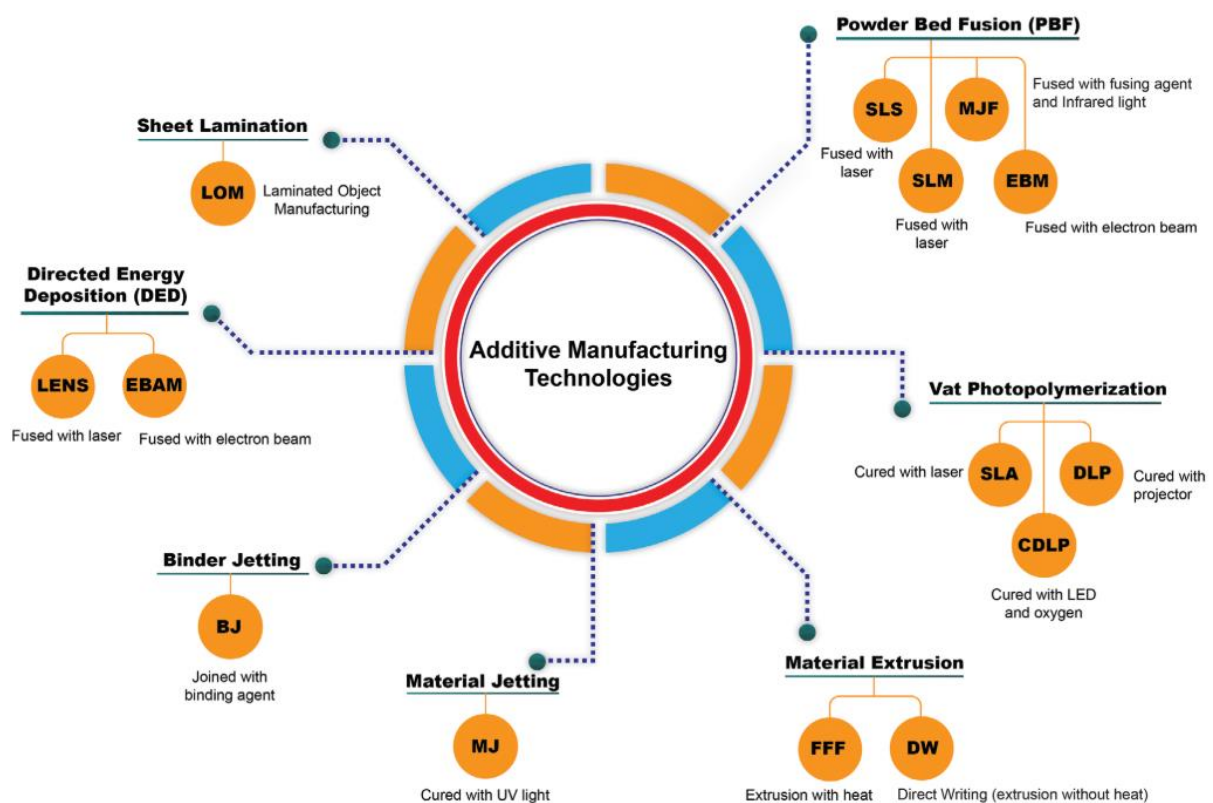 Additive Manufacturing
Technologies
Powder Bed Fusion (PBF)
SLS
Fused with
laser
SLM
Fused with
laser
MJF
Fused with fusing agent
and Infrared light
EBM
Fused with electron beam
Vat Photopolymerization
SLA
Cured with laser
CDLP
Cured with LED
and oxygen
DLP
Cured with
projector
Material Extrusion
FFF
Extrusion with heat
DW
Direct Writing (extrusion without heat)
Material Jetting
MJ
Cured with UV light
Binder Jetting
BJ
Joined with
binding agent
Directed Energy
Deposition (DED)
LENS
Fused with laser
EBAM
Fused with electron beam
Sheet Lamination
LOM
Laminated Object
Manufacturing